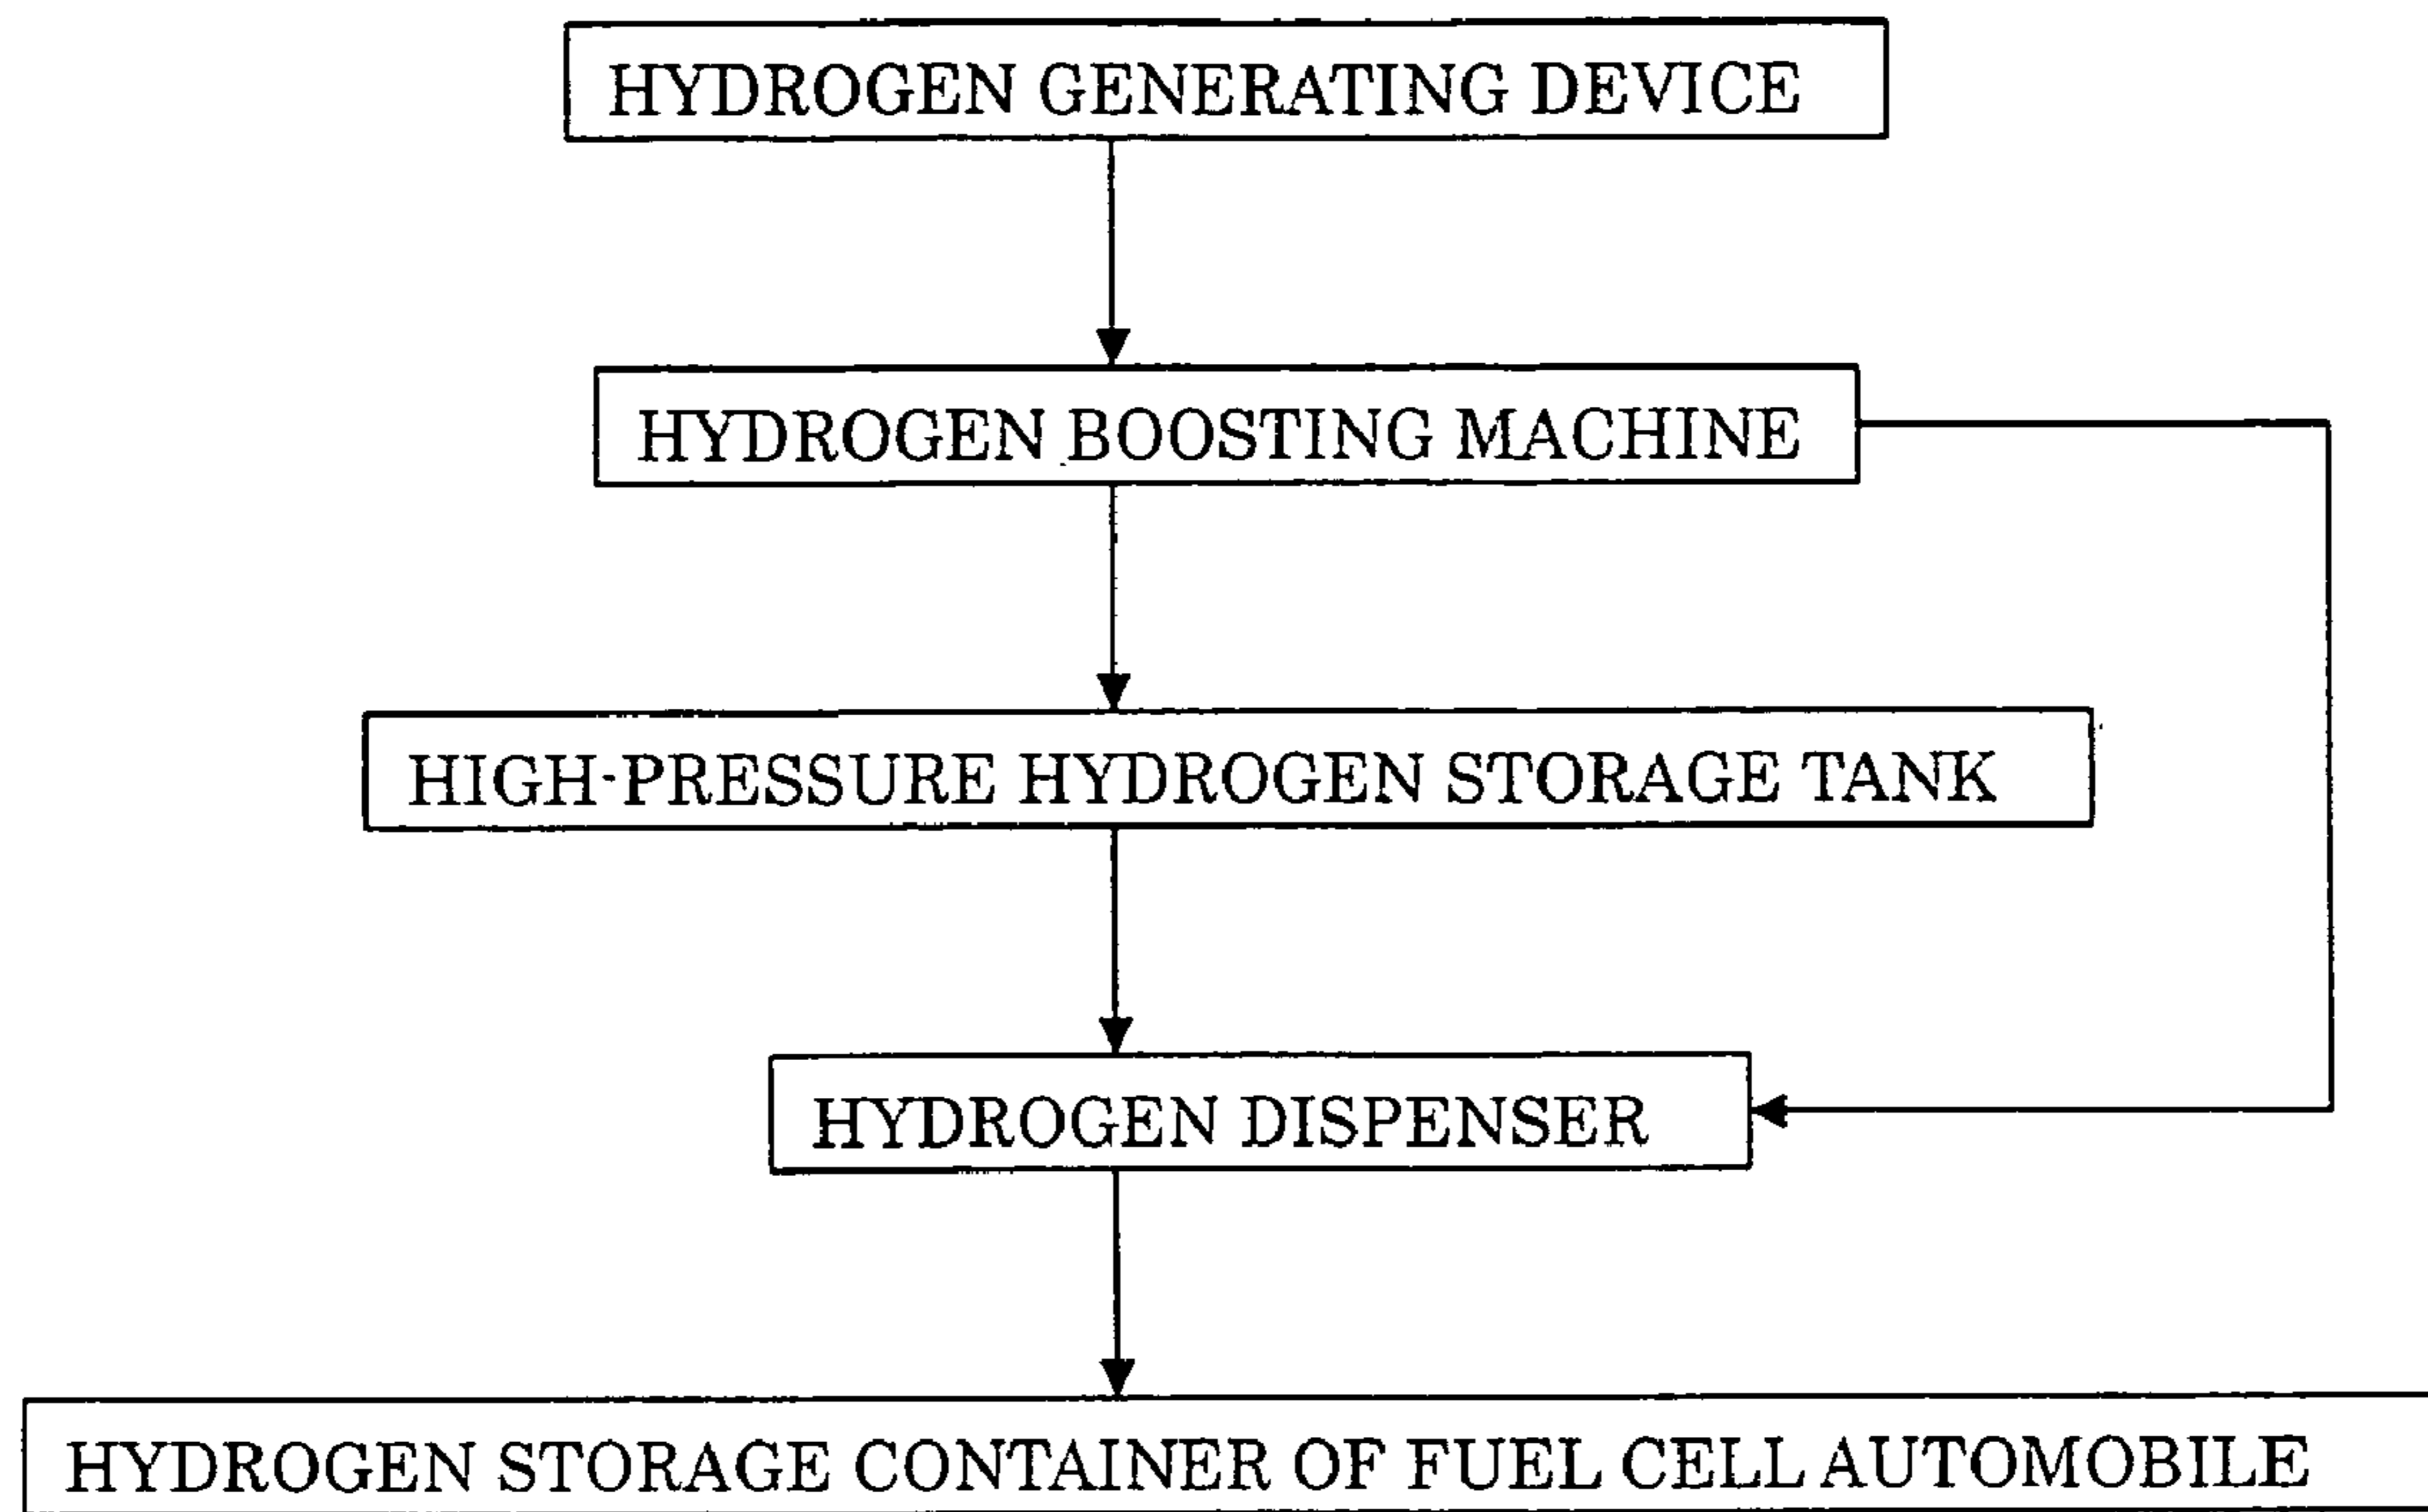 HYDROGEN GENERATING DEVICE
HYDROGEN BOOSTING MACHINE
HIGH-PRESSURE HYDROGEN STORAGE TANK
HYDROGEN DISPENSER
HYDROGEN STORAGE CONTAINER OF FUEL CELL AUTOMOBILE